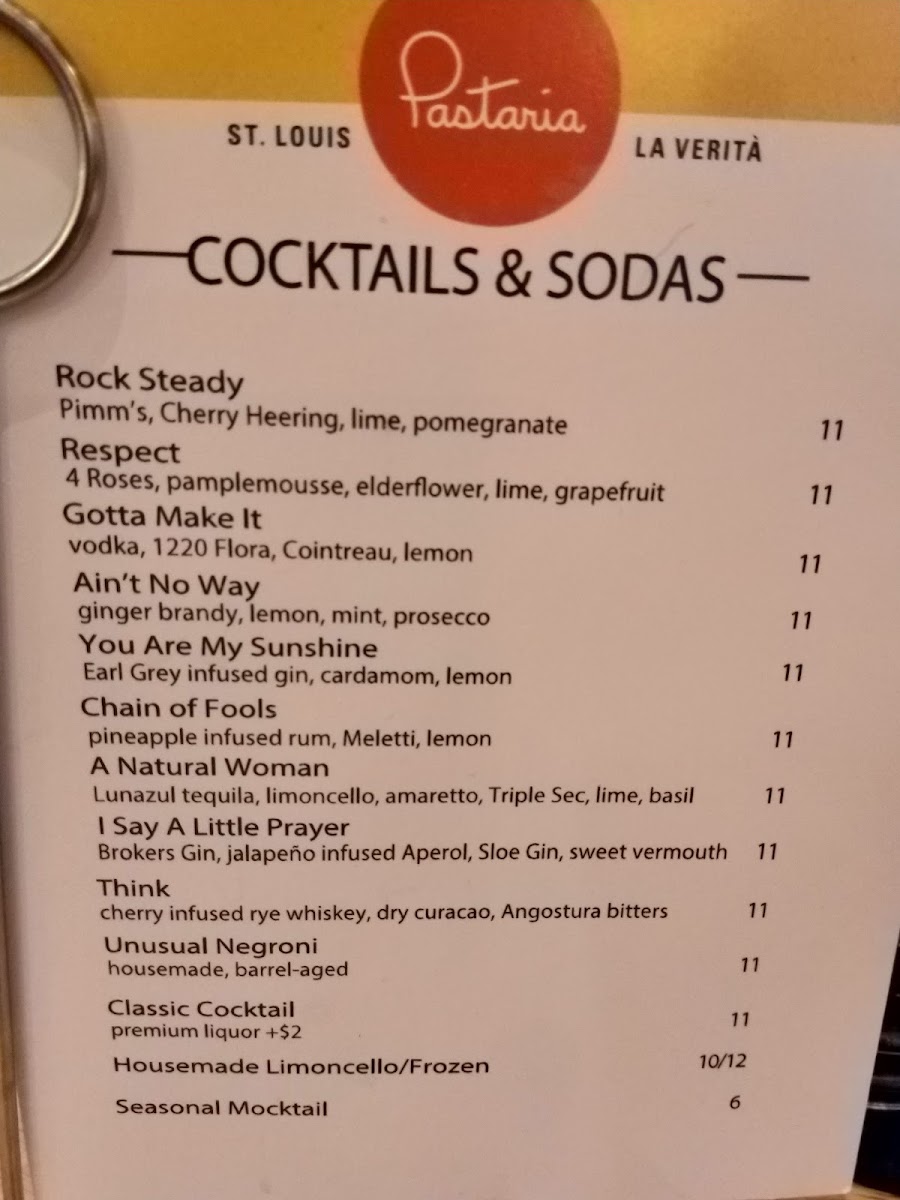 Pastaria
ST. LOUIS LA VERITÀ
COCKTAILS & SODAS
Rock Steady
Pimm's, Cherry Heering, lime, pomegranate 11
Respect
4 Roses, pamplemousse, elderflower, lime, grapefruit 11
Gotta Make It
vodka, 1220 Flora, Cointreau, lemon 11
Ain't No Way
ginger brandy, lemon, mint, prosecco 11
You Are My Sunshine
Earl Grey infused gin, cardamom, lemon 11
Chain of Fools
pineapple infused rum, Meletti, lemon 11
A Natural Woman
Lunazul tequila, limoncello, amaretto, Triple Sec, lime, basil 11
I Say A Little Prayer
Brokers Gin, jalapeño infused Aperol, Sloe Gin, sweet vermouth 11
Think
cherry infused rye whiskey, dry curacao, Angostura bitters 11
Unusual Negroni
housemade, barrel-aged 11
Classic Cocktail
premium liquor +$2 11
Housemade Limoncello/Frozen 10/12
Seasonal Mocktail 6